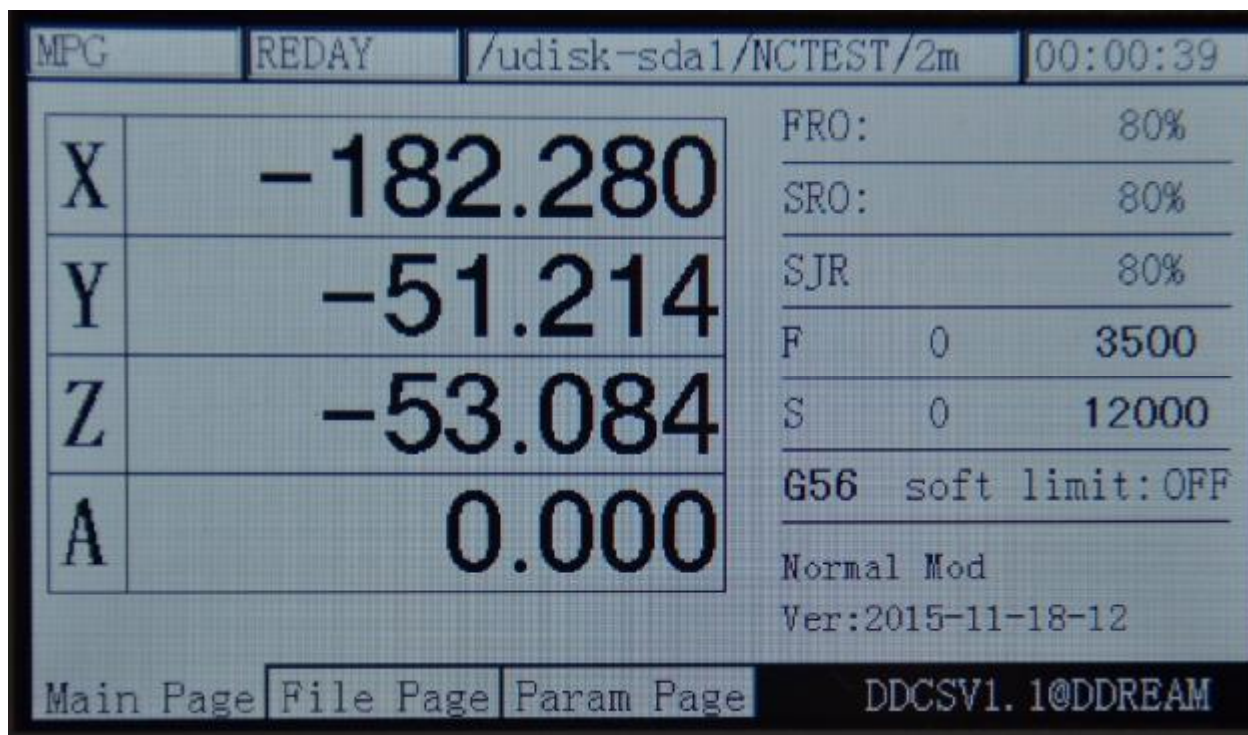 MPG REDAY /udisk-sda1/NCTEST/2m 00:00:39
X -182.280
Y -51.214
Z -53.084
A 0.000
FRO: 80%
SRO: 80%
SJR 80%
F 0 3500
S 0 12000
G56 soft limit:OFF
Normal Mod
Ver:2015-11-18-12
Main Page File Page Param Page DDCSV1.1@DDREAM